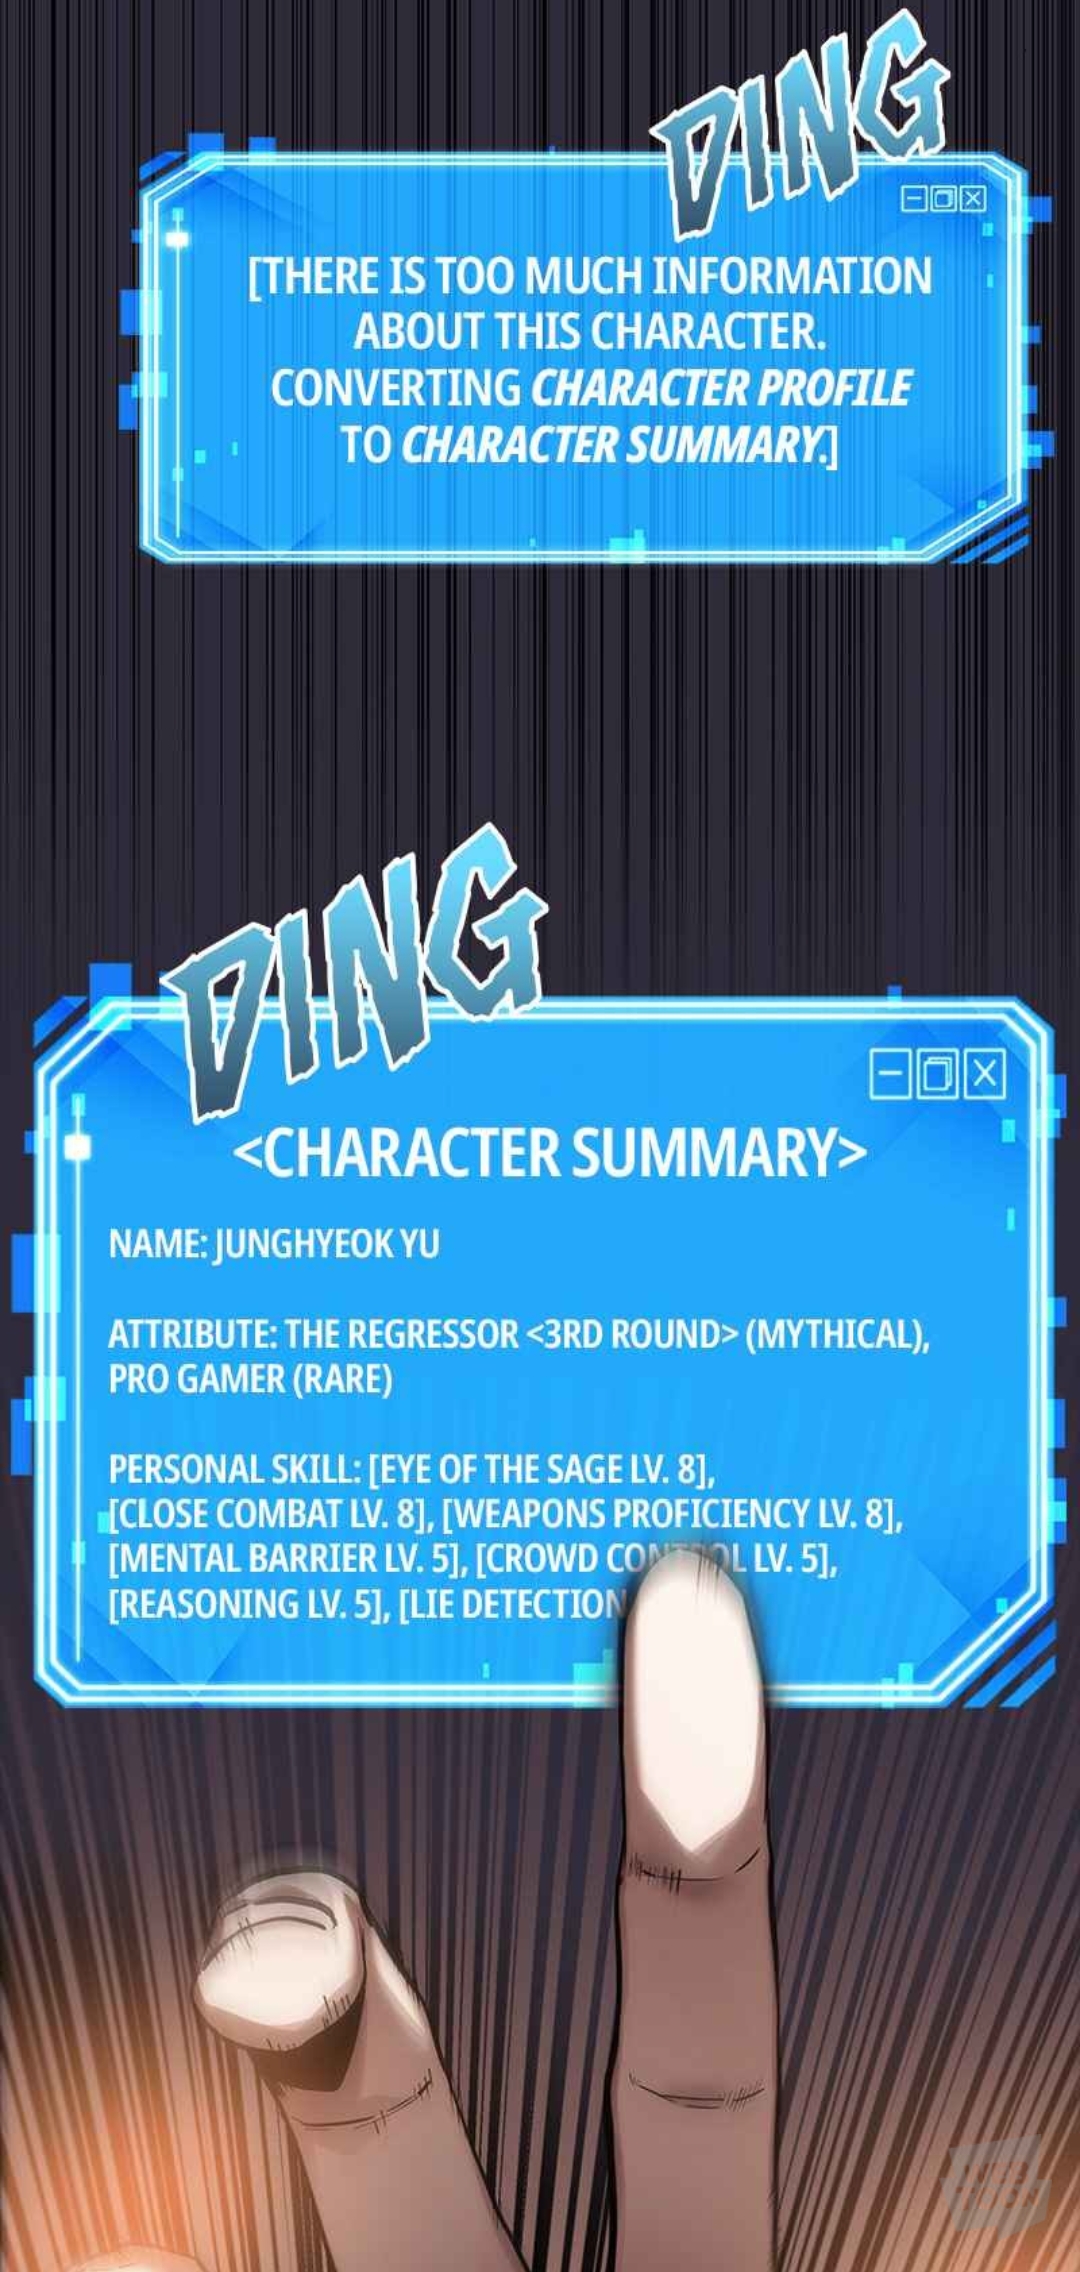 DING
[THERE IS TOO MUCH INFORMATION
ABOUT THIS CHARACTER.
CONVERTING CHARACTER PROFILE
TO CHARACTER SUMMARY.]
DING
<CHARACTER SUMMARY>
NAME: JUNGHYEOK YU
ATTRIBUTE: THE REGRESSOR <3RD ROUND> (MYTHICAL),
PRO GAMER (RARE)
PERSONAL SKILL: [EYE OF THE SAGE LV. 8],
[CLOSE COMBAT LV. 8], [WEAPONS PROFICIENCY LV. 8],
[MENTAL BARRIER LV. 5], [CROWD CONTROL LV. 5],
[REASONING LV. 5], [LIE DETECTION